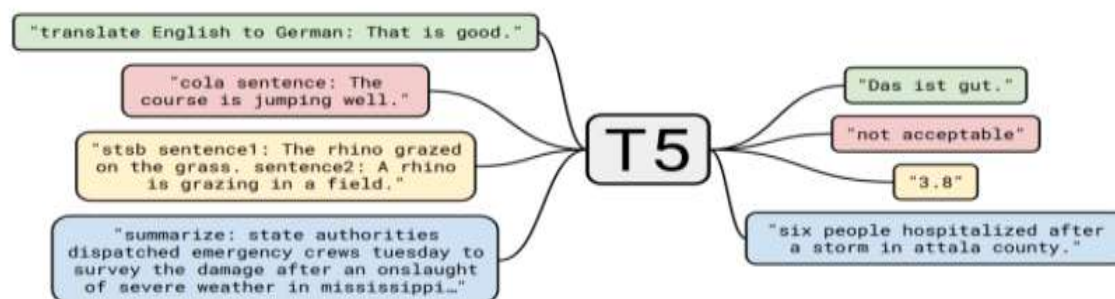 "translate English to German: That is good."
"cola sentence: The
course is jumping well."
"stsb sentence1: The rhino grazed
on the grass. sentence2: A rhino
is grazing in a field."
"summarize: state authorities
dispatched emergency crews tuesday to
survey the damage after an onslaught
of severe weather in mississippi…"
T5
"Das ist gut."
"not acceptable"
"3.8"
"six people hospitalized after
a storm in attala county."